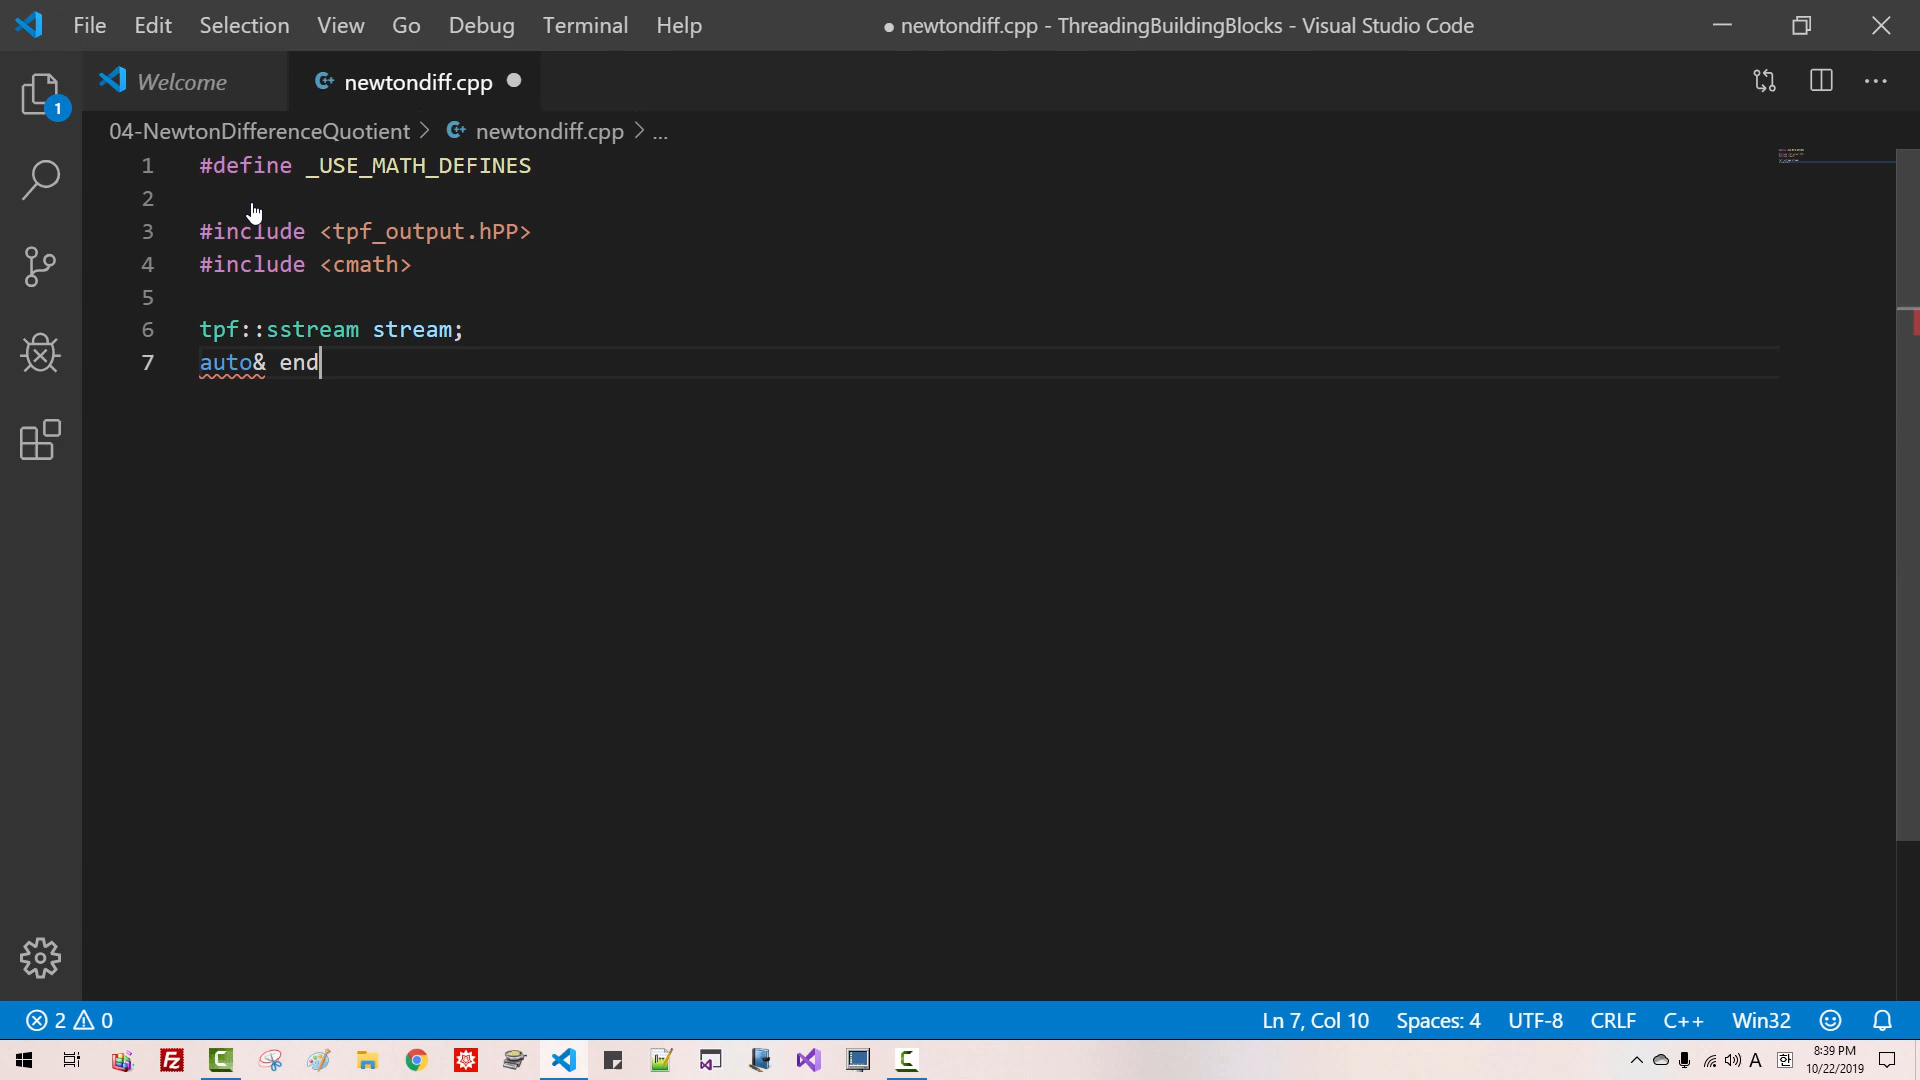 File Edit Selection View Go Debug Terminal Help ● newtondiff.cpp - ThreadingBuildingBlocks - Visual Studio Code
Welcome newtondiff.cpp
04-NewtonDifferenceQuotient > newtondiff.cpp > ...
1
1 #define _USE_MATH_DEFINES
2
3 #include <tpf_output.hPP>
4 #include <cmath>
5
6 tpf::sstream stream;
7 auto& end
2 0 Ln 7, Col 10 Spaces: 4 UTF-8 CRLF C++ Win32
A 한 8:39 PM
10/22/2019